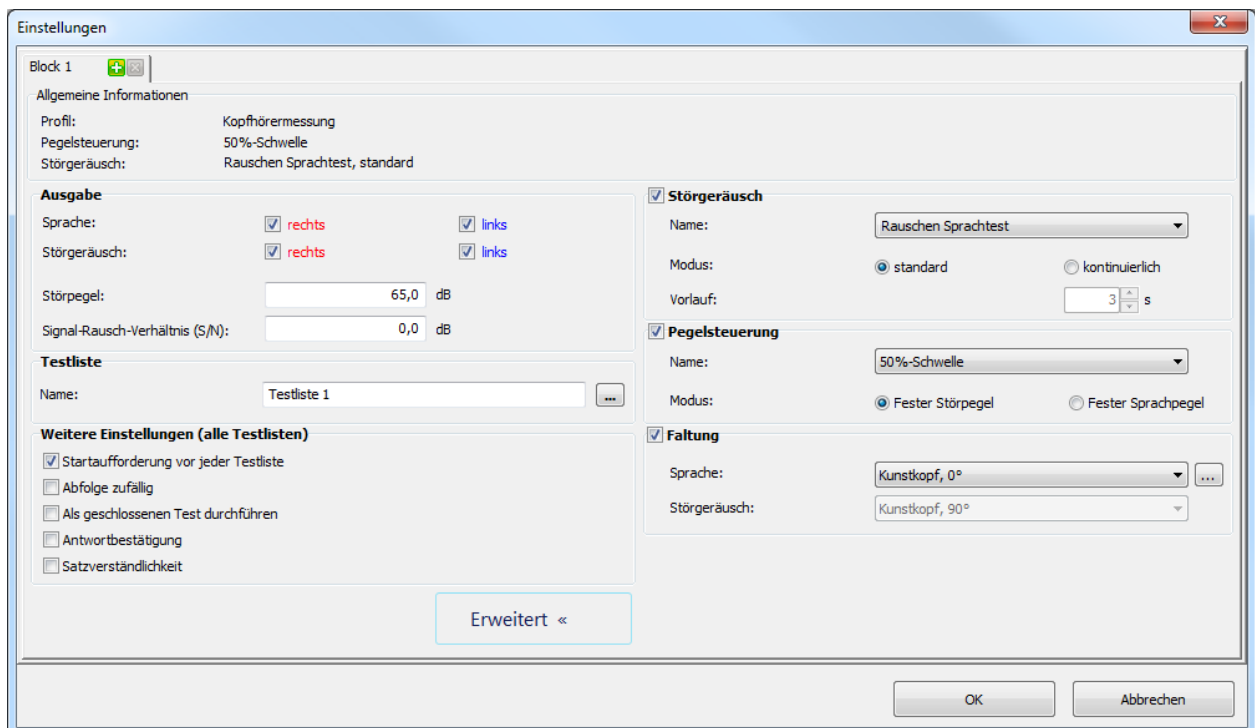 Einstellungen
Block 1
Allgemeine Informationen
Profil: Kopfhörermessung
Pegelsteuerung: 50%-Schwelle
Störgeräusch: Rauschen Sprachtest, standard
Ausgabe
Sprache: rechts links
Störgeräusch: rechts links
Störpegel: 65,0 dB
Signal-Rausch-Verhältnis (S/N): 0,0 dB
Testliste
Name: Testliste 1 ...
Weitere Einstellungen (alle Testlisten)
Startaufforderung vor jeder Testliste
Abfolge zufällig
Als geschlossenen Test durchführen
Antwortbestätigung
Satzverständlichkeit
Erweitert «
Störgeräusch
Name: Rauschen Sprachtest
Modus: standard kontinuierlich
Vorlauf: 3 s
Pegelsteuerung
Name: 50%-Schwelle
Modus: Fester Störpegel Fester Sprachpegel
Faltung
Sprache: Kunstkopf, 0° ...
Störgeräusch: Kunstkopf, 90°
OK Abbrechen